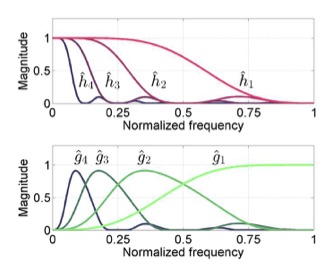 Magnitude
1
0.5
0
ĥ₄ ĥ₃ ĥ₂ ĥ₁
0 0.25 0.5 0.75 1
Normalized frequency
Magnitude
1
0.5
0
ĝ₄ ĝ₃ ĝ₂ ĝ₁
0 0.25 0.5 0.75 1
Normalized frequency